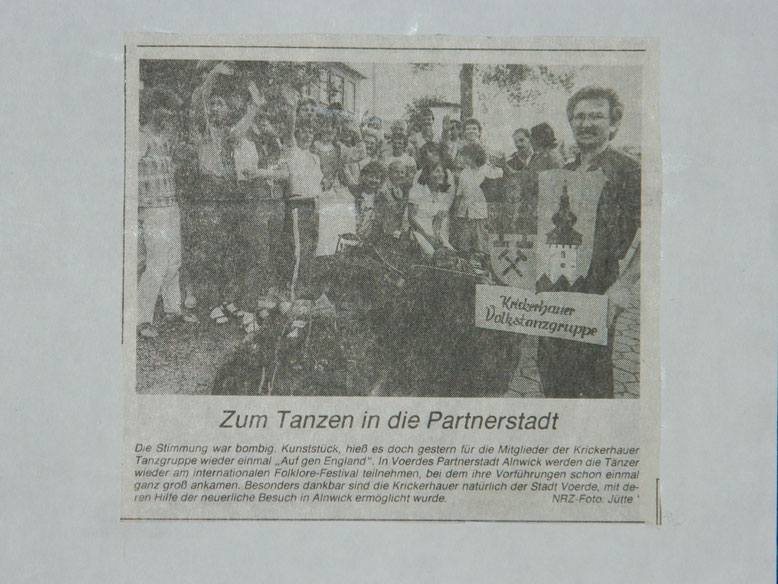 Krickerhauer
Volkstanzgruppe
Zum Tanzen in die Partnerstadt
Die Stimmung war bombig. Kunststück, hieß es doch gestern für die Mitglieder der Krickerhauer
Tanzgruppe wieder einmal „Auf gen England". In Voerdes Partnerstadt Alnwick werden die Tänzer
wieder am internationalen Folklore-Festival teilnehmen, bei dem ihre Vorführungen schon einmal
ganz groß ankamen. Besonders dankbar sind die Krickerhauer natürlich der Stadt Voerde, mit de-
ren Hilfe der neuerliche Besuch in Alnwick ermöglicht wurde. NRZ-Foto: Jütte